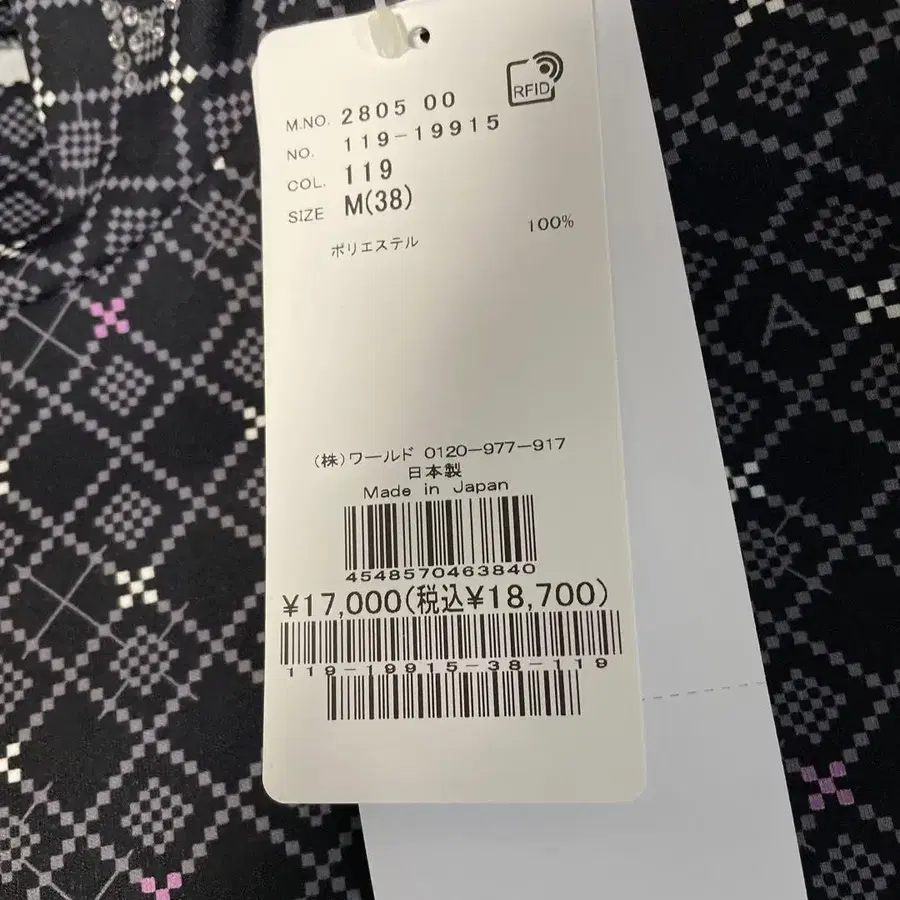 RFID
M.NO. 2805 00
NO. 119-19915
COL. 119
SIZE M(38)
ポリエステル 100%
(株)ワールド 0120-977-917
日本製
Made in Japan
4548570463840
¥17,000(税込¥18,700)
119-19915-38-119
A